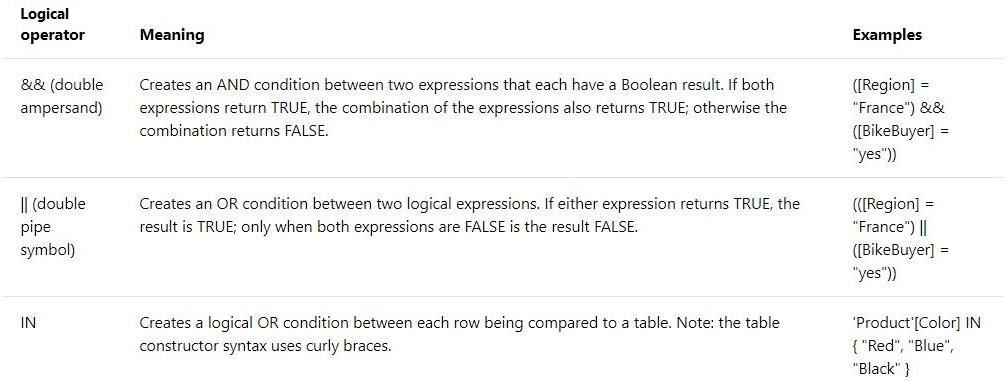 Logical
operator
Meaning
Examples
&& (double
ampersand)
Creates an AND condition between two expressions that each have a Boolean result. If both
expressions return TRUE, the combination of the expressions also returns TRUE; otherwise the
combination returns FALSE.
([Region] =
"France") &&
([BikeBuyer] =
"yes"))
|| (double
pipe
symbol)
Creates an OR condition between two logical expressions. If either expression returns TRUE, the
result is TRUE; only when both expressions are FALSE is the result FALSE.
(([Region] =
"France") ||
([BikeBuyer] =
"yes"))
IN
Creates a logical OR condition between each row being compared to a table. Note: the table
constructor syntax uses curly braces.
'Product'[Color] IN
{ "Red", "Blue",
"Black" }